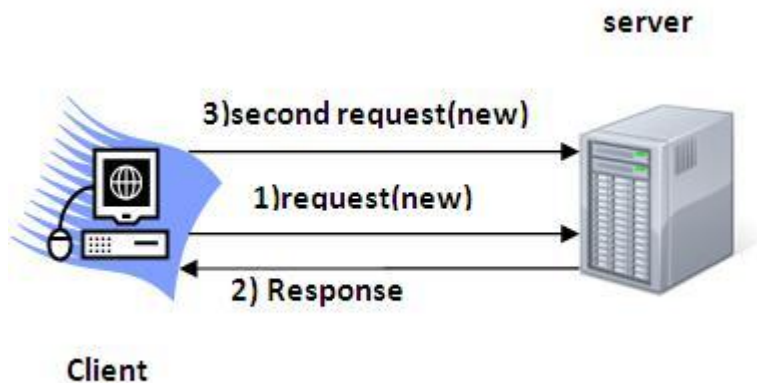 server
3)second request(new)
1)request(new)
2) Response
Client